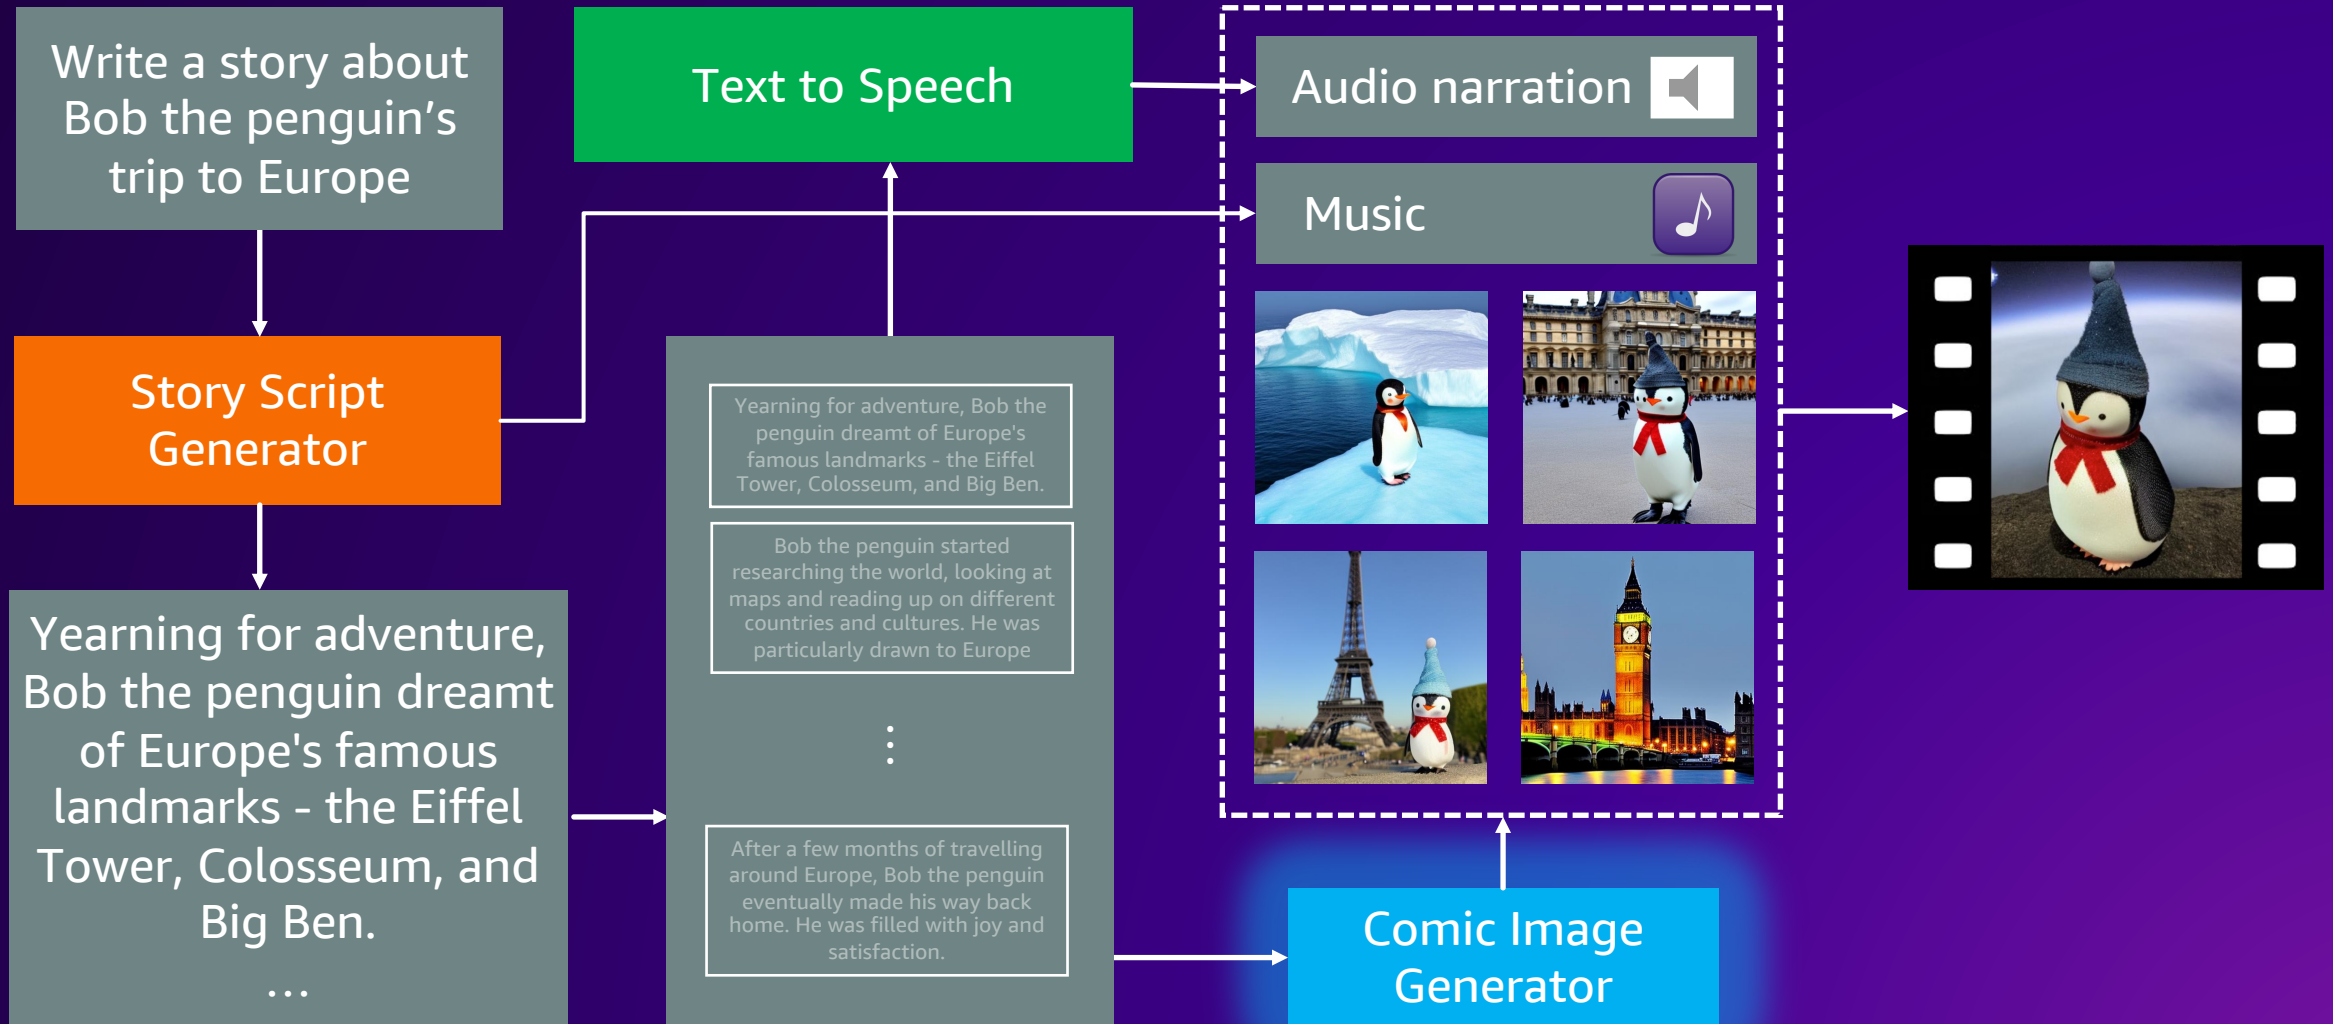 Write a story about
Bob the penguin’s
trip to Europe
Story Script
Generator
Yearning for adventure,
Bob the penguin dreamt
of Europe's famous
landmarks - the Eiffel
Tower, Colosseum, and
Big Ben.
...
Text to Speech
Yearning for adventure, Bob the
penguin dreamt of Europe's
famous landmarks - the Eiffel
Tower, Colosseum, and Big Ben.
Bob the penguin started
researching the world, looking at
maps and reading up on different
countries and cultures. He was
particularly drawn to Europe
After a few months of travelling
around Europe, Bob the penguin
eventually made his way back
home. He was filled with joy and
satisfaction.
Audio narration
Music
Comic Image
Generator